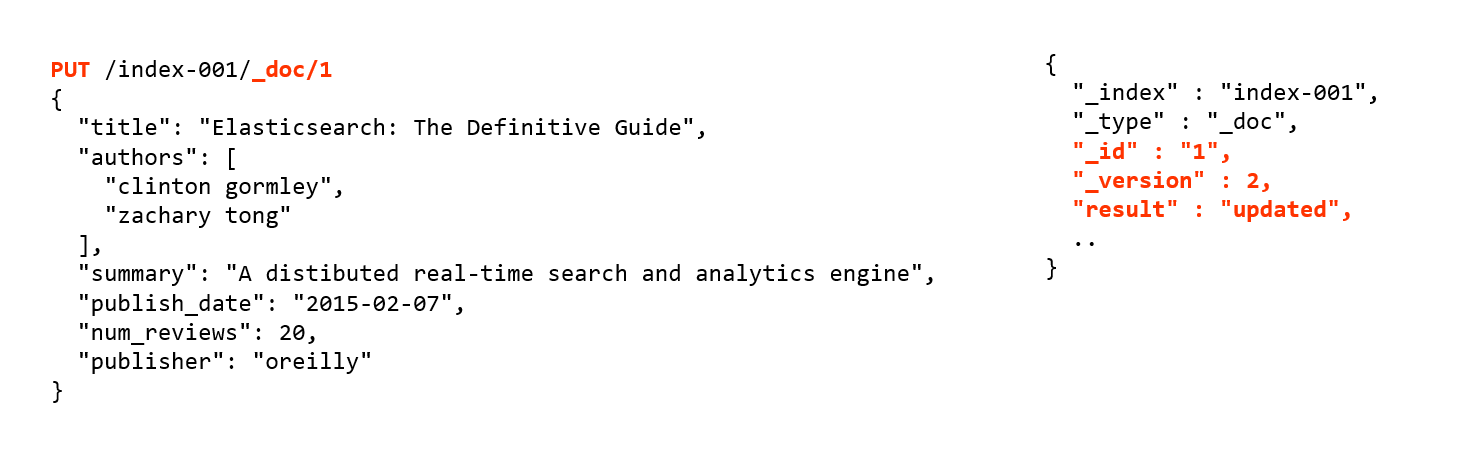 PUT /index-001/_doc/1
{
  "title": "Elasticsearch: The Definitive Guide",
  "authors": [
    "clinton gormley",
    "zachary tong"
  ],
  "summary": "A distibuted real-time search and analytics engine",
  "publish_date": "2015-02-07",
  "num_reviews": 20,
  "publisher": "oreilly"
}
{
  "_index" : "index-001",
  "_type" : "_doc",
  "_id" : "1",
  "_version" : 2,
  "result" : "updated",
  ..
}